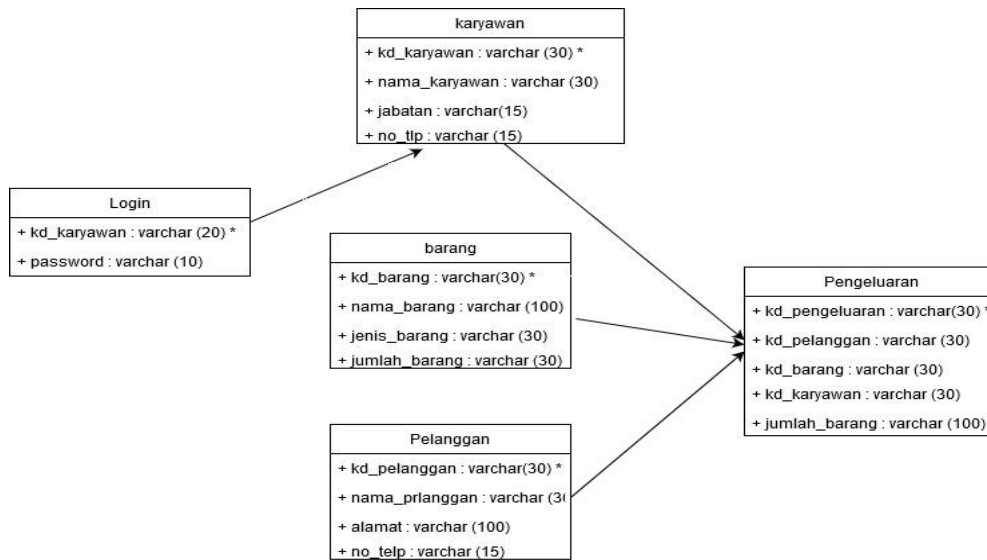 karyawan
+ kd_karyawan : varchar (30) *
+ nama_karyawan : varchar (30)
+ jabatan : varchar(15)
+ no_tlp : varchar (15)
Login
+ kd_karyawan : varchar (20) *
+ password : varchar (10)
barang
+ kd_barang : varchar(30) *
+ nama_barang : varchar (100)
+ jenis_barang : varchar (30)
+ jumlah_barang : varchar (30)
Pengeluaran
+ kd_pengeluaran : varchar(30) *
+ kd_pelanggan : varchar (30)
+ kd_barang : varchar (30)
+ kd_karyawan : varchar (30)
+ jumlah_barang : varchar (100)
Pelanggan
+ kd_pelanggan : varchar(30) *
+ nama_prlanggan : varchar (3
+ alamat : varchar (100)
+ no_telp : varchar (15)